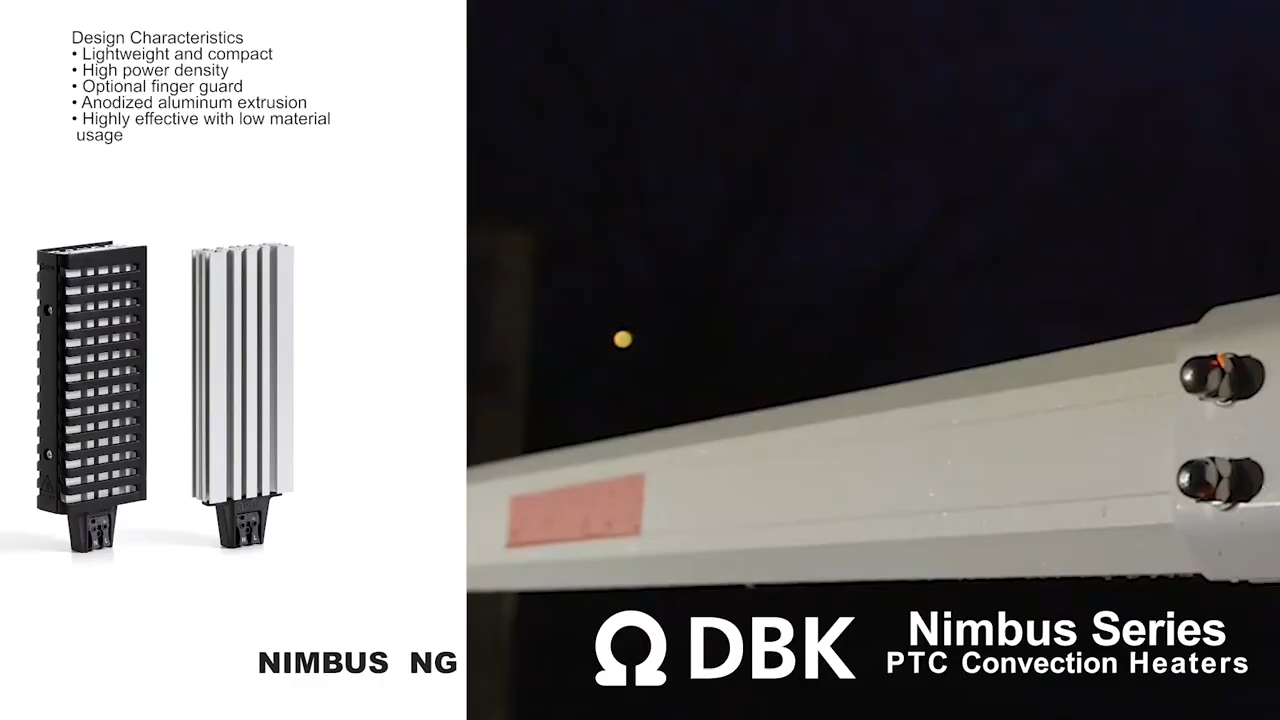 Design Characteristics
• Lightweight and compact
• High power density
• Optional finger guard
• Anodized aluminum extrusion
• Highly effective with low material
usage
NIMBUS NG
DBK
Nimbus Series
PTC Convection Heaters